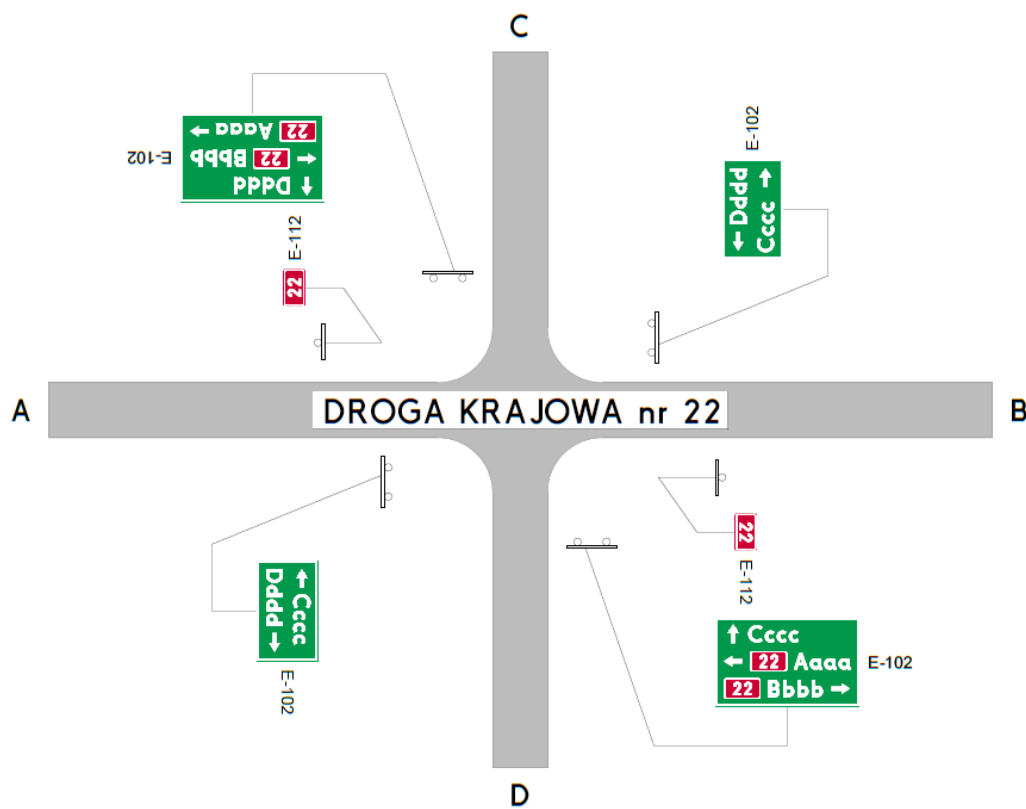 C
22 Aaaa
22 Bbbb
Dddd
E-102
E-112
22
E-102
Dddd
Cccc
A
DROGA KRAJOWA nr 22
B
Cccc
Dddd
E-102
22
E-112
Cccc
22 Aaaa
22 Bbbb
E-102
D